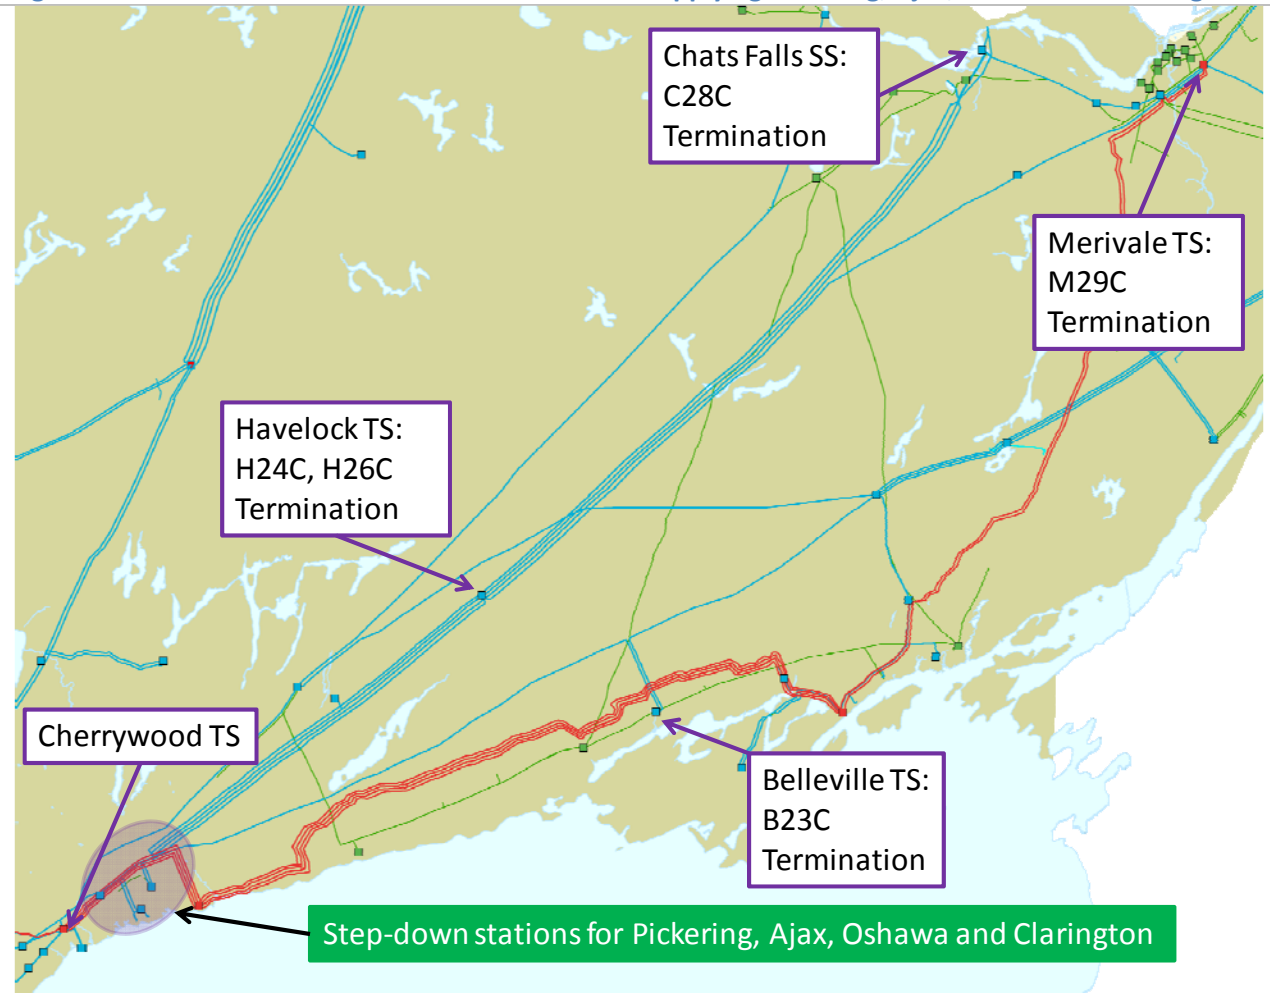 Chats Falls SS:
C28C
Termination
Merivale TS:
M29C
Termination
Havelock TS:
H24C, H26C
Termination
Cherrywood TS
Belleville TS:
B23C
Termination
Step-down stations for Pickering, Ajax, Oshawa and Clarington